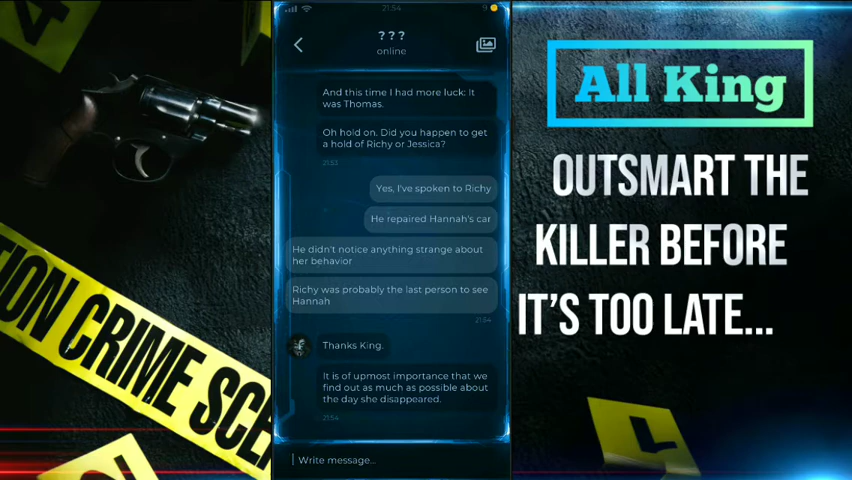 21:54
9
???
online
And this time I had more luck: It
was Thomas.
Oh hold on. Did you happen to get
a hold of Richy or Jessica?
21:53
Yes, I've spoken to Richy
He repaired Hannah's car
He didn't notice anything strange about
her behavior
Richy was probably the last person to see
Hannah
21:54
Thanks King.
It is of upmost importance that we
find out as much as possible about
the day she disappeared.
21:54
Write message...
All King
OUTSMART THE
KILLER BEFORE
IT'S TOO LATE...
TION CRIME SCE
4
L